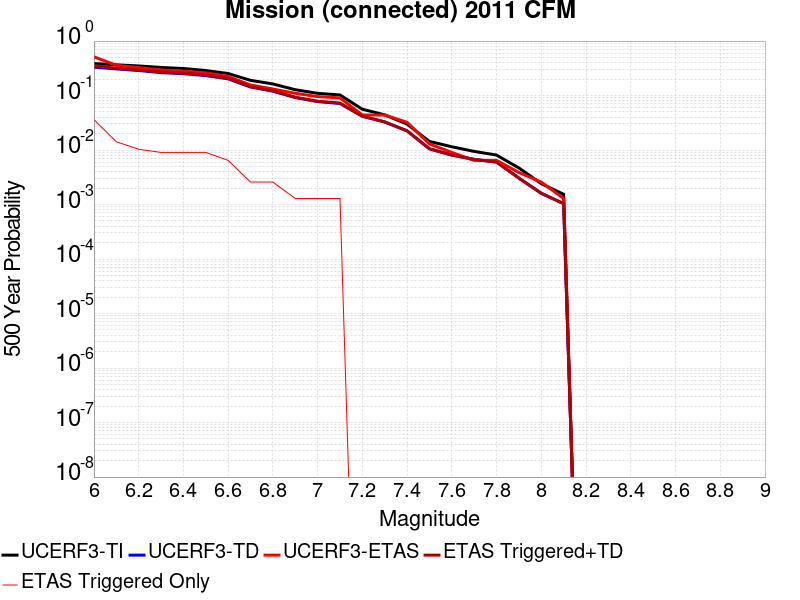 Mission (connected) 2011 CFM
500 Year Probability
10^0
10^-1
10^-2
10^-3
10^-4
10^-5
10^-6
10^-7
10^-8
6 6.2 6.4 6.6 6.8 7 7.2 7.4 7.6 7.8 8 8.2 8.4 8.6 8.8 9
Magnitude
UCERF3-TI UCERF3-TD UCERF3-ETAS ETAS Triggered+TD
ETAS Triggered Only